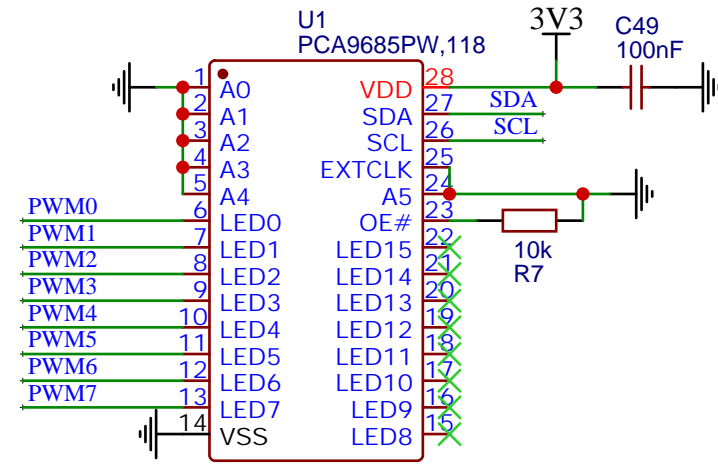 U1
PCA9685PW,118
3V3
C49
100nF
1 A0 VDD 28
2 A1 SDA 27 SDA
3 A2 SCL 26 SCL
4 A3 EXTCLK 25
5 A4 A5 24
PWM0 6 LED0 OE# 23
PWM1 7 LED1 LED15 22
PWM2 8 LED2 LED14 21
PWM3 9 LED3 LED13 20
PWM4 10 LED4 LED12 19
PWM5 11 LED5 LED11 18
PWM6 12 LED6 LED10 17
PWM7 13 LED7 LED9 16
14 VSS LED8 15
10k
R7